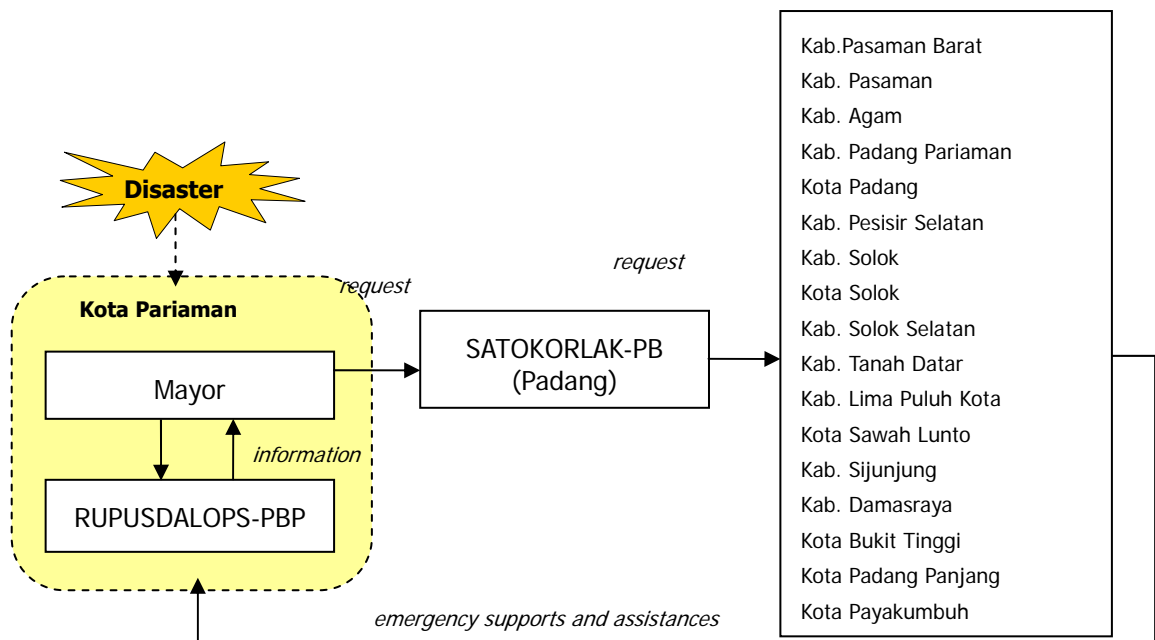 Disaster
Kota Pariaman
Mayor
information
RUPUSDALOPS-PBP
request
SATOKORLAK-PB
(Padang)
request
Kab.Pasaman Barat
Kab. Pasaman
Kab. Agam
Kab. Padang Pariaman
Kota Padang
Kab. Pesisir Selatan
Kab. Solok
Kota Solok
Kab. Solok Selatan
Kab. Tanah Datar
Kab. Lima Puluh Kota
Kota Sawah Lunto
Kab. Sijunjung
Kab. Damasraya
Kota Bukit Tinggi
Kota Padang Panjang
Kota Payakumbuh
emergency supports and assistances